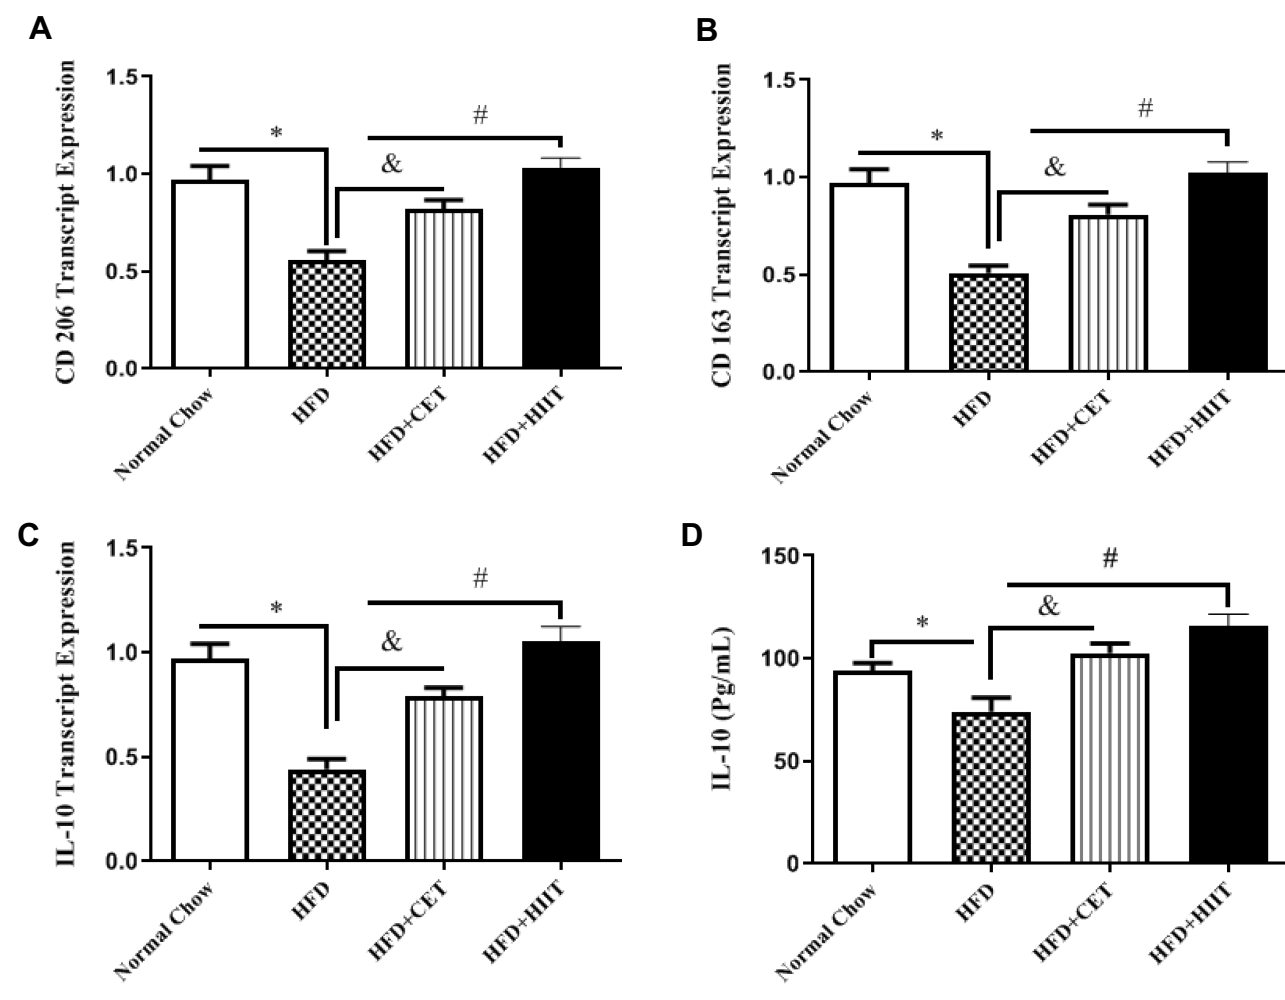 A
CD 206 Transcript Expression
1.5
1.0
0.5
0.0
*
&
#
Normal Chow
HFD
HFD+CET
HFD+HIIT
B
CD 163 Transcript Expression
1.5
1.0
0.5
0.0
*
&
#
Normal Chow
HFD
HFD+CET
HFD+HIIT
C
IL-10 Transcript Expression
1.5
1.0
0.5
0.0
*
&
#
Normal Chow
HFD
HFD+CET
HFD+HIIT
D
IL-10 (Pg/mL)
150
100
50
0
*
&
#
Normal Chow
HFD
HFD+CET
HFD+HIIT